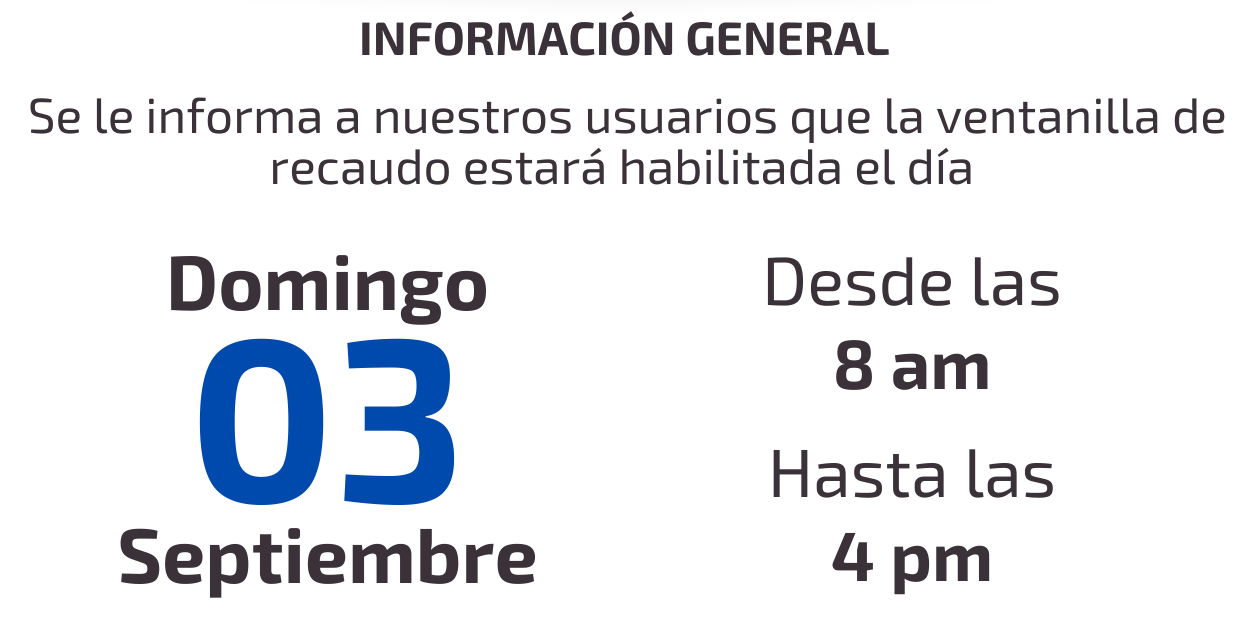 INFORMACIÓN GENERAL
Se le informa a nuestros usuarios que la ventanilla de
recaudo estará habilitada el día
Domingo
03
Septiembre
Desde las
8 am
Hasta las
4 pm